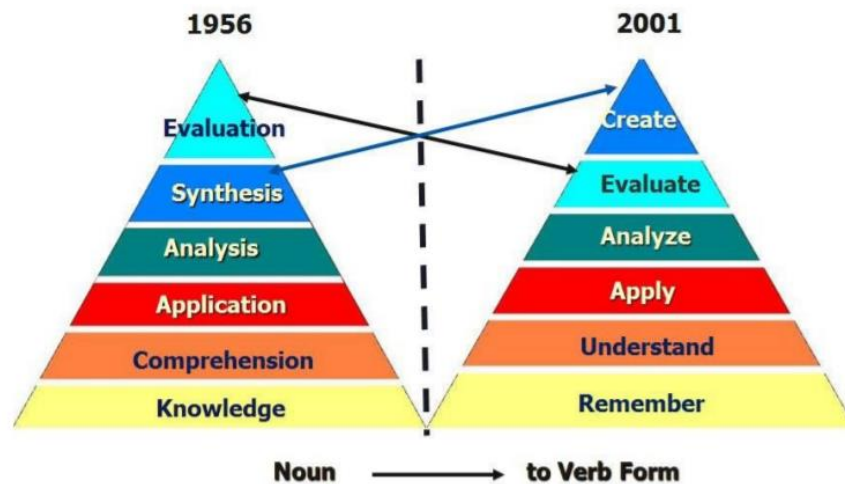 1956
2001
Evaluation
Synthesis
Analysis
Application
Comprehension
Knowledge
Create
Evaluate
Analyze
Apply
Understand
Remember
Noun to Verb Form